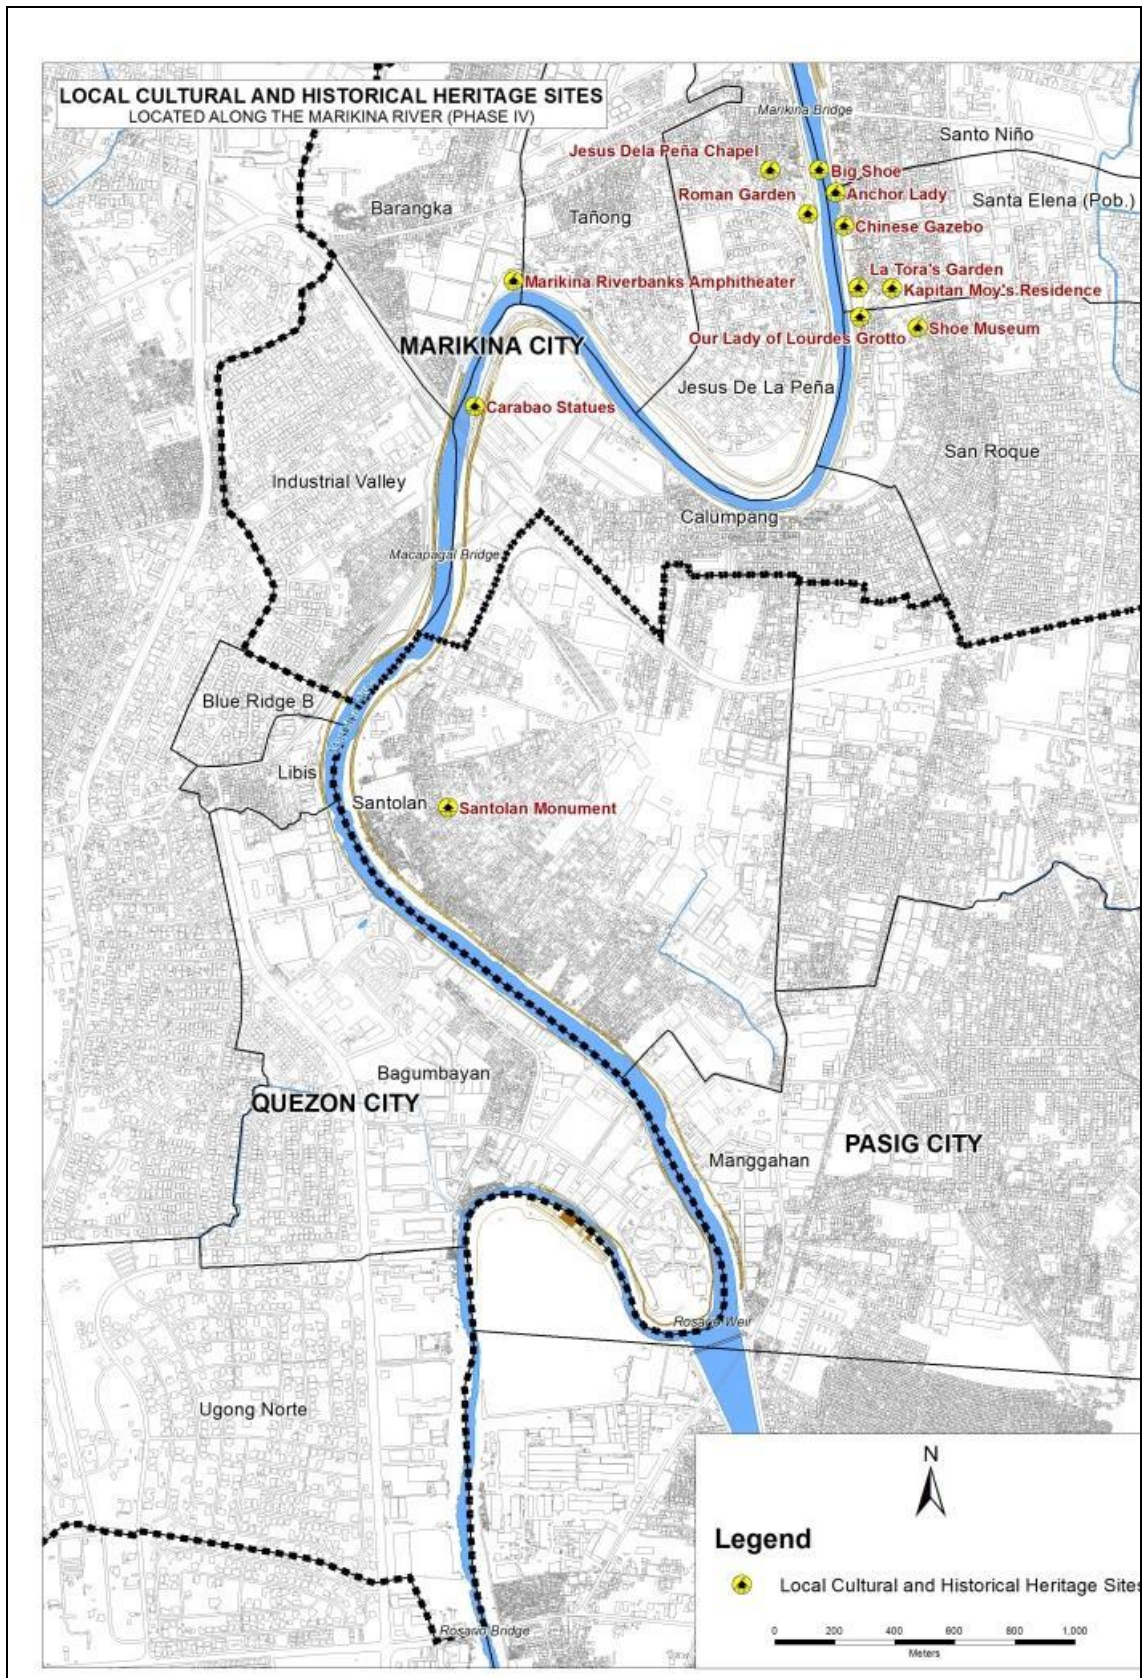 LOCAL CULTURAL AND HISTORICAL HERITAGE SITES
LOCATED ALONG THE MARIKINA RIVER (PHASE IV)
Marikina Bridge
Santo Niño
Jesus Dela Peña Chapel
Big Shoe
Roman Garden
Anchor Lady
Santa Elena (Pob.)
Barangka
Tañong
Chinese Gazebo
La Tora's Garden
Marikina Riverbanks Amphitheater
Kapitan Moy's Residence
Shoe Museum
Our Lady of Lourdes Grotto
MARIKINA CITY
Jesus De La Peña
Carabao Statues
San Roque
Industrial Valley
Calumpang
Macapagal Bridge
Blue Ridge B
Libis
Santolan
Santolan Monument
Bagumbayan
QUEZON CITY
PASIG CITY
Manggahan
Rosario Weir
Ugong Norte
N
Legend
Local Cultural and Historical Heritage Sites
0 200 400 600 800 1,000
Meters
Rosario Bridge